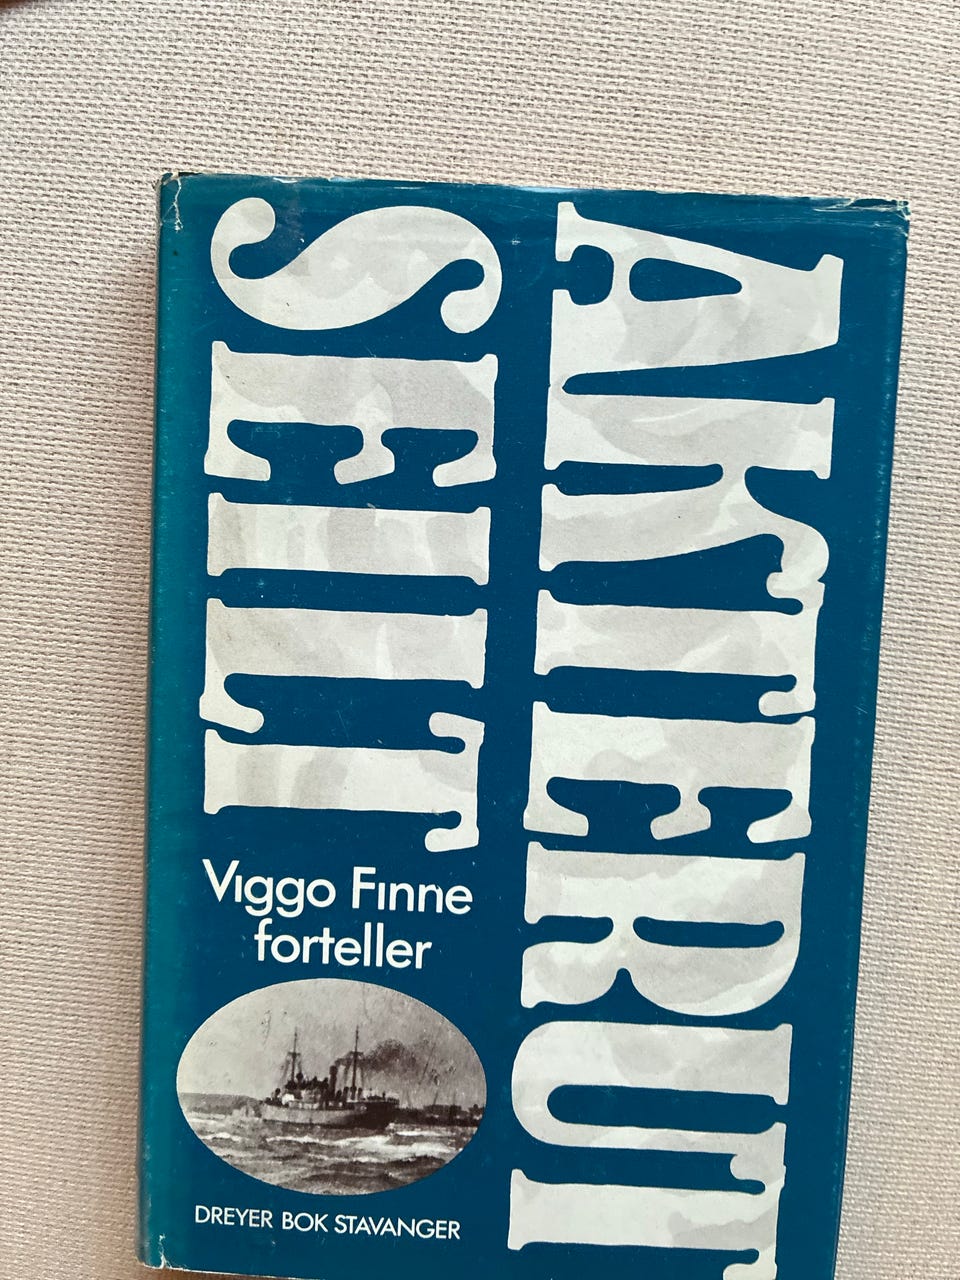 AKTERUT
SEILT
Viggo Finne
forteller
DREYER BOK STAVANGER